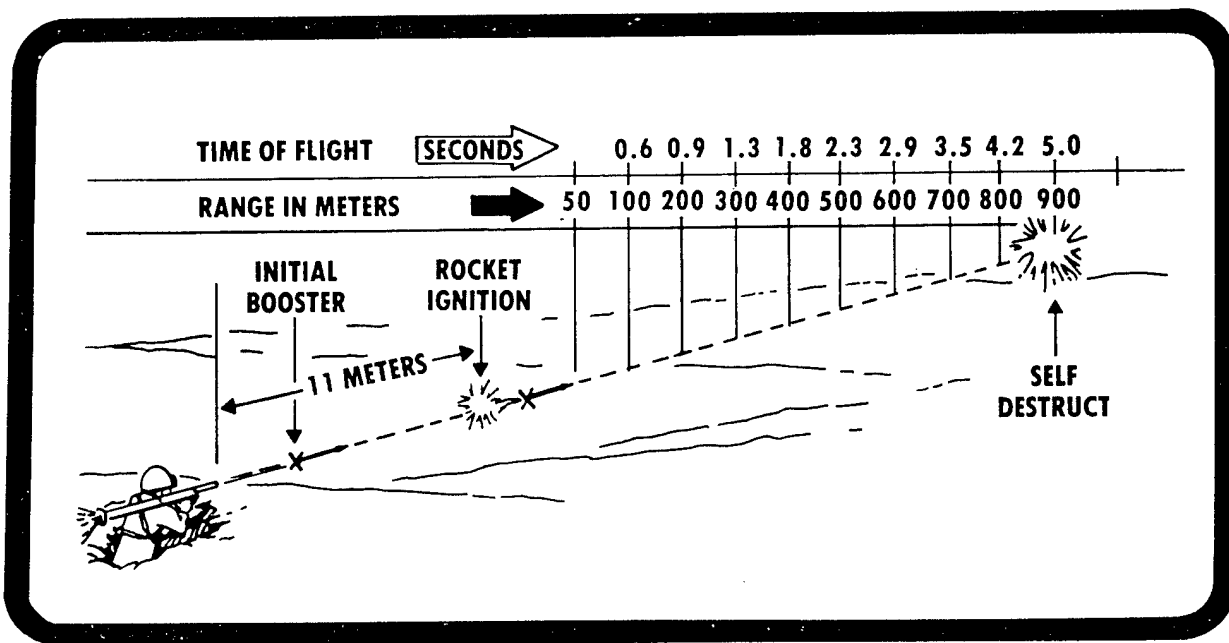 TIME OF FLIGHT SECONDS 0.6 0.9 1.3 1.8 2.3 2.9 3.5 4.2 5.0
RANGE IN METERS 50 100 200 300 400 500 600 700 800 900
INITIAL
BOOSTER
ROCKET
IGNITION
11 METERS
SELF
DESTRUCT